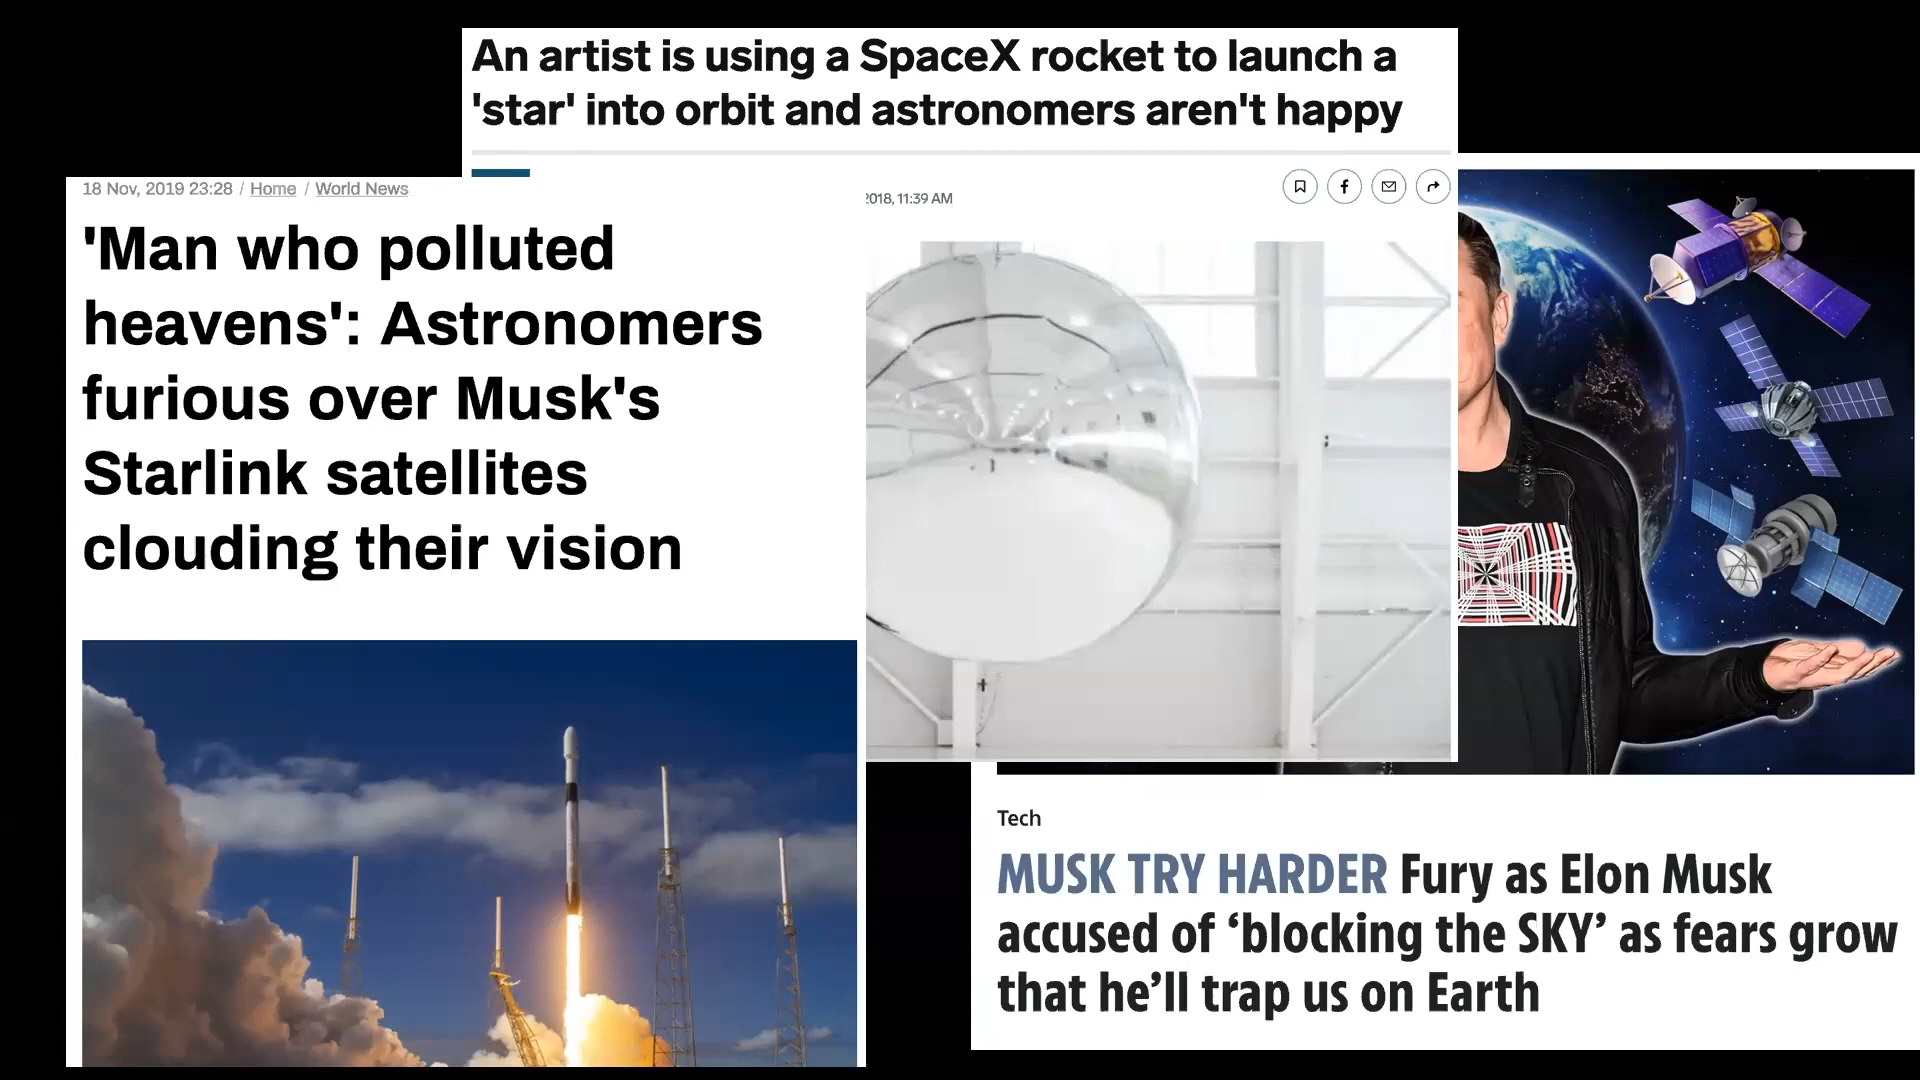 An artist is using a SpaceX rocket to launch a
'star' into orbit and astronomers aren't happy
2018, 11:39 AM
18 Nov, 2019 23:28 / Home / World News
'Man who polluted
heavens': Astronomers
furious over Musk's
Starlink satellites
clouding their vision
Tech
MUSK TRY HARDER Fury as Elon Musk
accused of ‘blocking the SKY’ as fears grow
that he’ll trap us on Earth